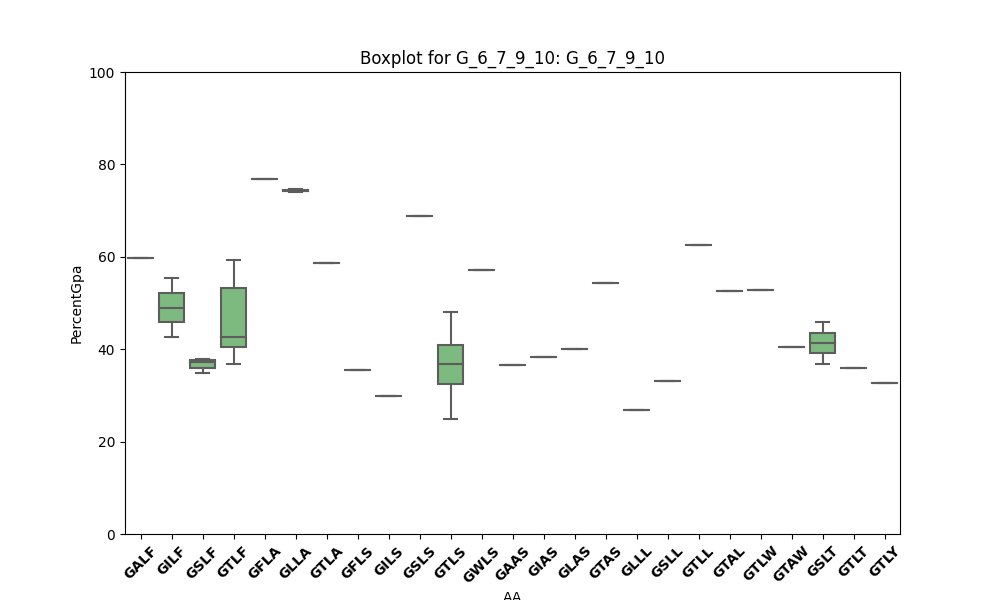 Boxplot for G_6_7_9_10: G_6_7_9_10
100
80
60
40
20
0
PercentGpa
GALF GILF GSLF GTLF GFLA GLLA GTLA GFLS GILS GSLS GTLS GWLS GAAS GIAS GLAS GTAS GLLL GSLL GTLL GTAL GTLW GTAW GSLT GTLT GTLY
AA